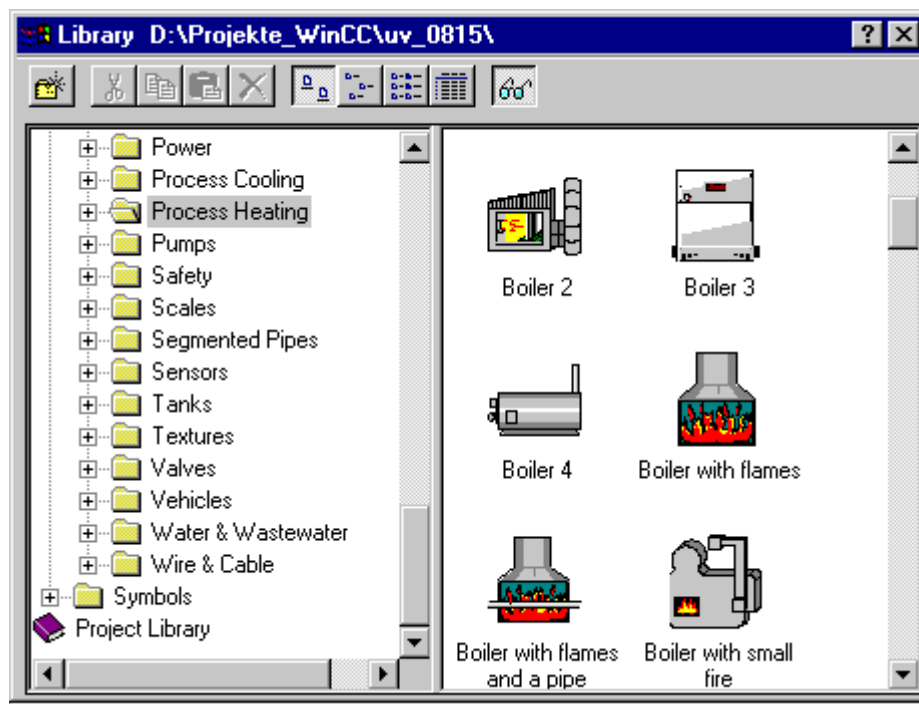 Library D:\Projekte_WinCC\uv_0815\
Power
Process Cooling
Process Heating
Pumps
Safety
Scales
Segmented Pipes
Sensors
Tanks
Textures
Valves
Vehicles
Water & Wastewater
Wire & Cable
Symbols
Project Library
Boiler 2
Boiler 3
Boiler 4
Boiler with flames
Boiler with flames
and a pipe
Boiler with small
fire